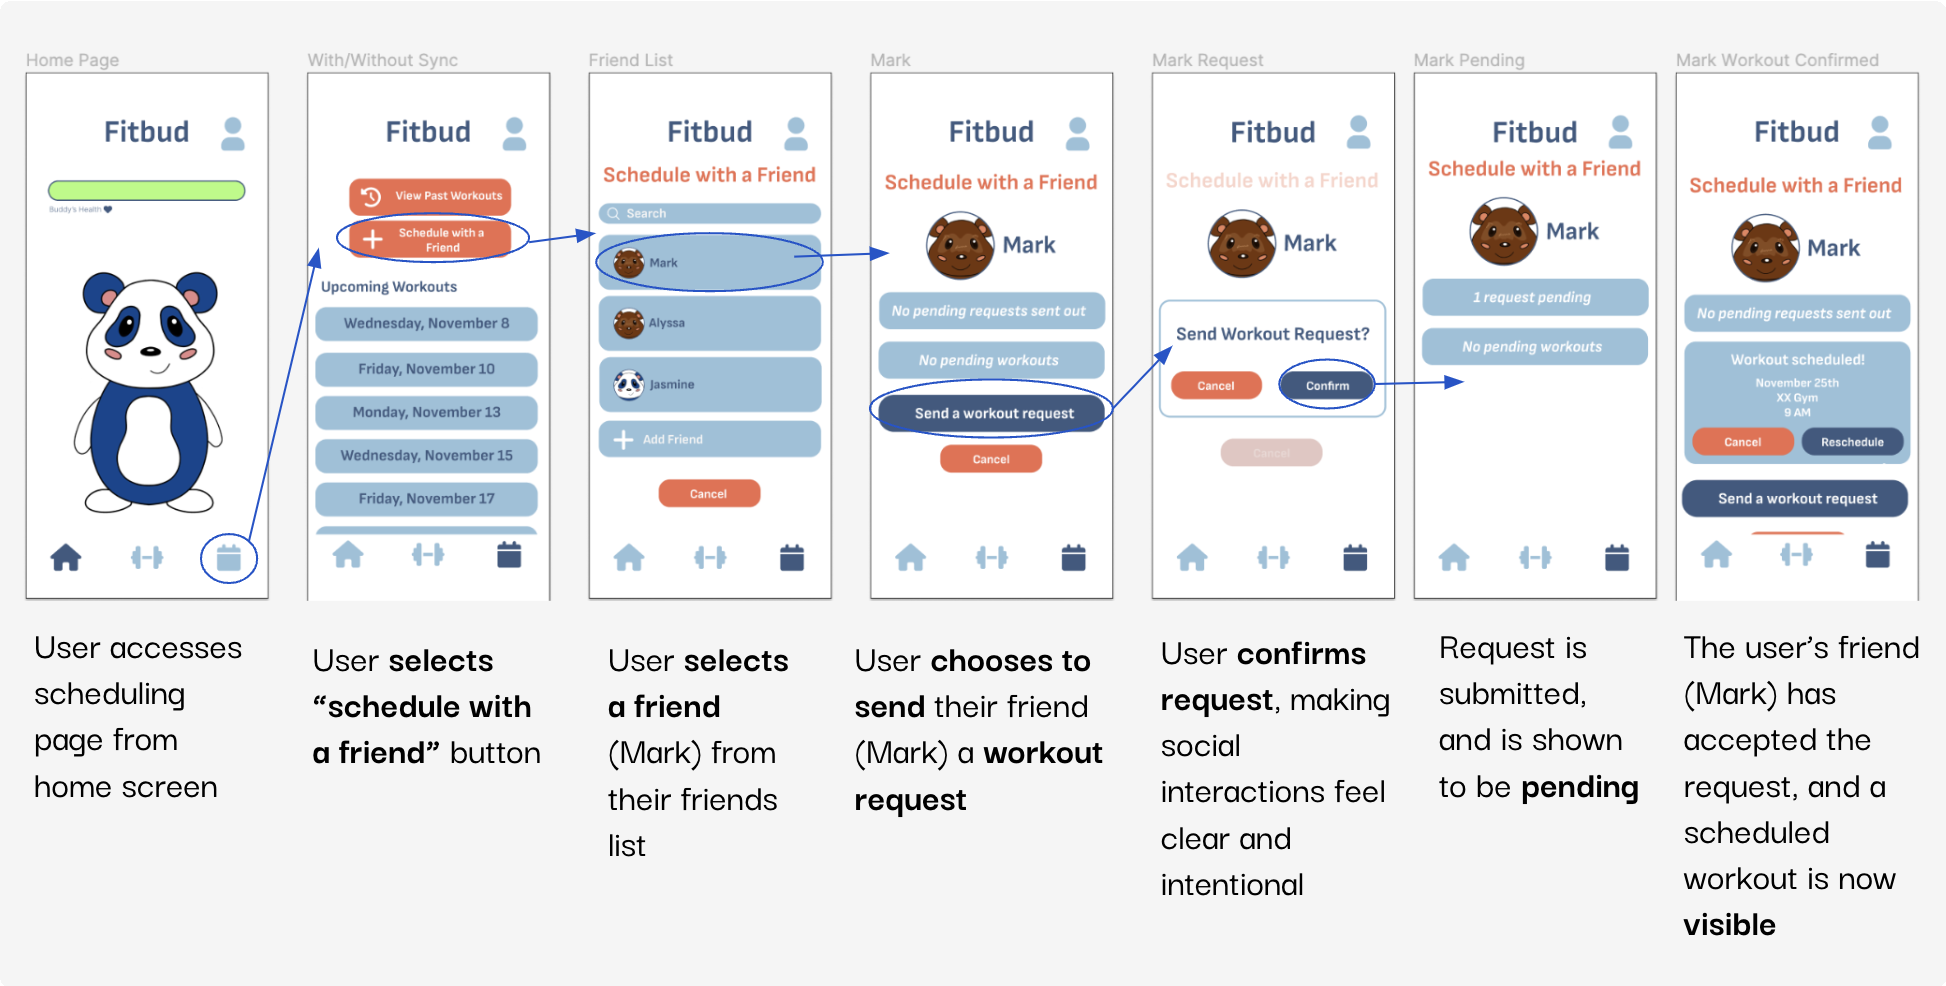 Home Page
Fitbud
Buddy's Health
User accesses
scheduling
page from
home screen
With/Without Sync
Fitbud
View Past Workouts
Schedule with a
Friend
Upcoming Workouts
Wednesday, November 8
Friday, November 10
Monday, November 13
Wednesday, November 15
Friday, November 17
User selects
“schedule with
a friend” button
Friend List
Fitbud
Schedule with a Friend
Search
Mark
Alyssa
Jasmine
Add Friend
Cancel
User selects
a friend
(Mark) from
their friends
list
Mark
Fitbud
Schedule with a Friend
Mark
No pending requests sent out
No pending workouts
Send a workout request
Cancel
User chooses to
send their friend
(Mark) a workout
request
Mark Request
Fitbud
Schedule with a Friend
Mark
Send Workout Request?
Cancel
Confirm
Cancel
User confirms
request, making
social
interactions feel
clear and
intentional
Mark Pending
Fitbud
Schedule with a Friend
Mark
1 request pending
No pending workouts
Request is
submitted,
and is shown
to be pending
Mark Workout Confirmed
Fitbud
Schedule with a Friend
Mark
No pending requests sent out
Workout scheduled!
November 25th
XX Gym
9 AM
Cancel
Reschedule
Send a workout request
The user’s friend
(Mark) has
accepted the
request, and a
scheduled
workout is now
visible